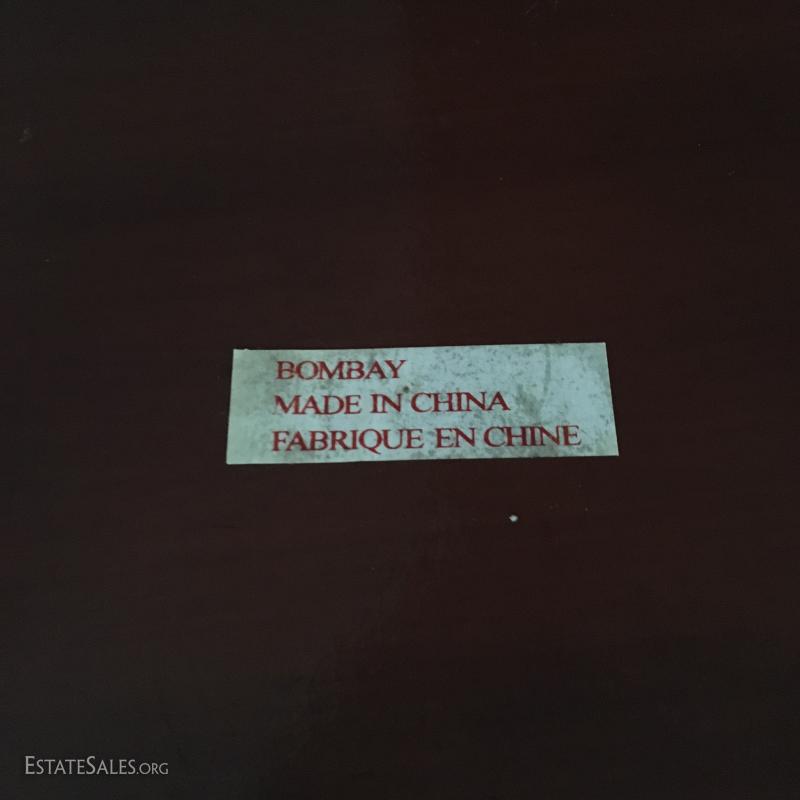 BOMBAY
MADE IN CHINA
FABRIQUE EN CHINE
ESTATESALES.ORG